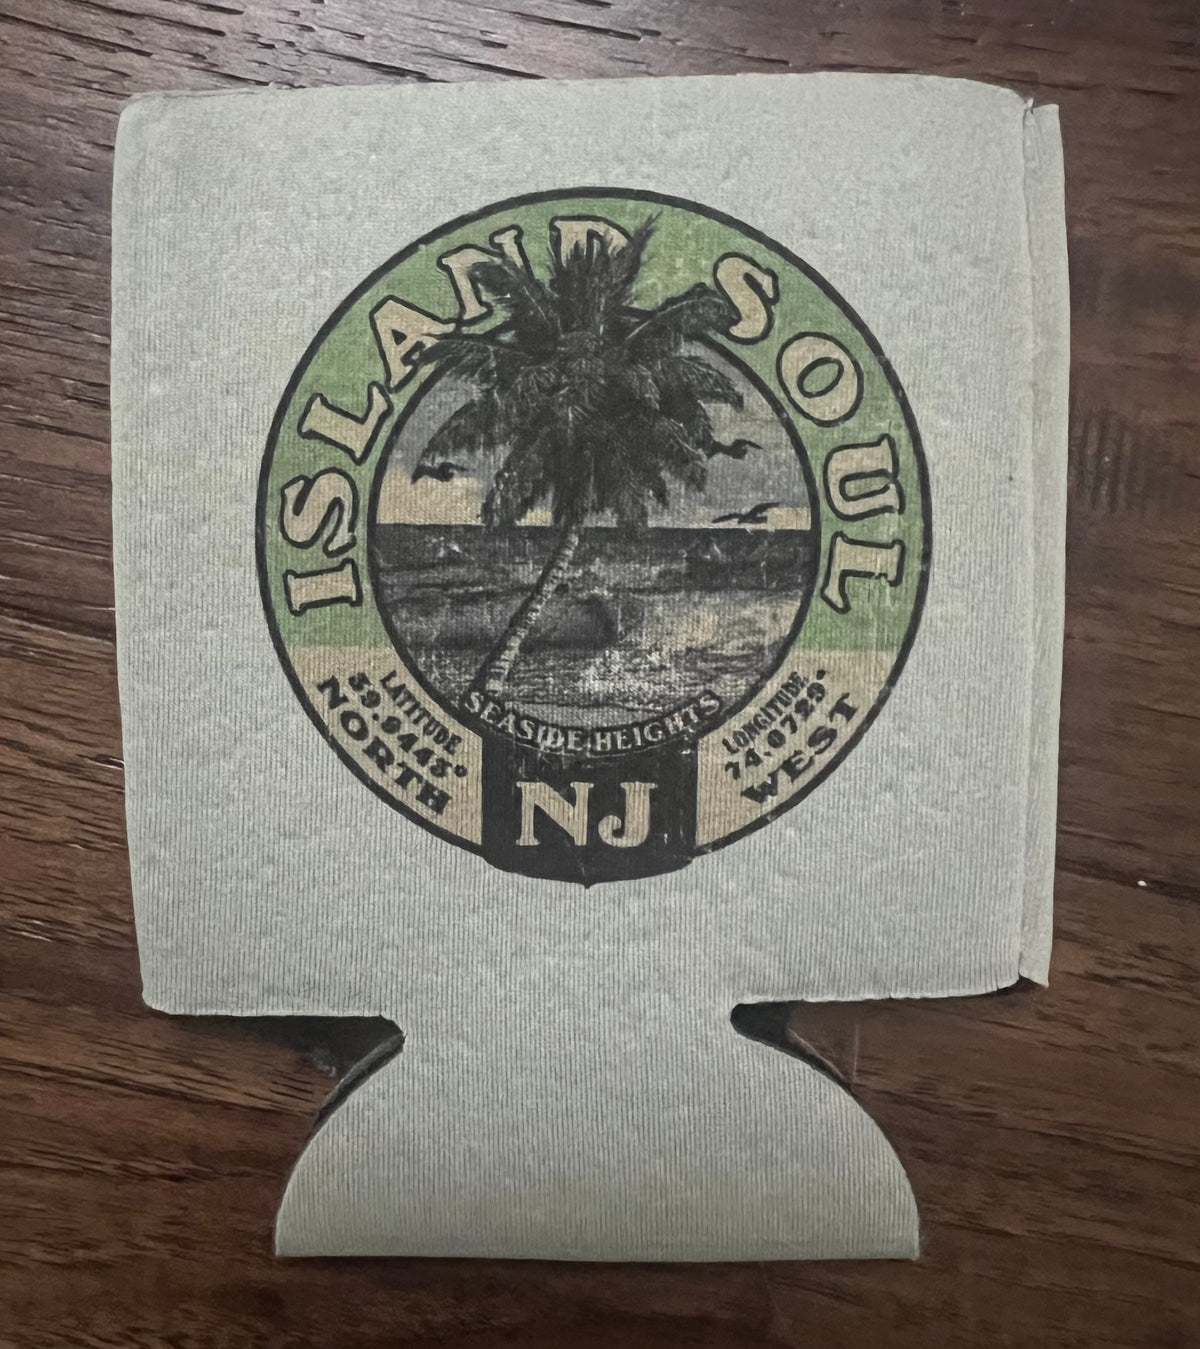 ISLAND SOUL
LATITUDE
39.9443°
NORTH
LONGITUDE
74.0729°
WEST
SEASIDE HEIGHTS
NJ